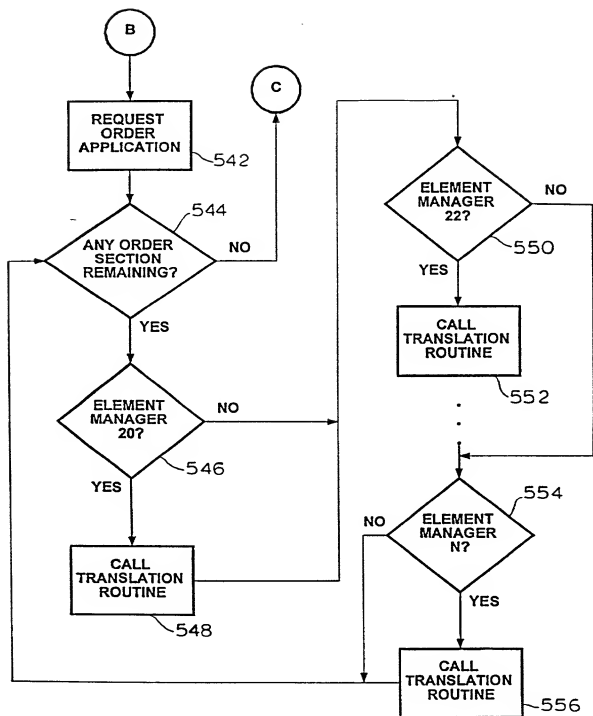 B
C
REQUEST
ORDER
APPLICATION
542
544
ANY ORDER
SECTION
REMAINING?
NO
YES
ELEMENT
MANAGER
20?
NO
546
YES
CALL
TRANSLATION
ROUTINE
548
ELEMENT
MANAGER
22?
NO
550
YES
CALL
TRANSLATION
ROUTINE
552
554
NO
ELEMENT
MANAGER
N?
YES
CALL
TRANSLATION
ROUTINE
556